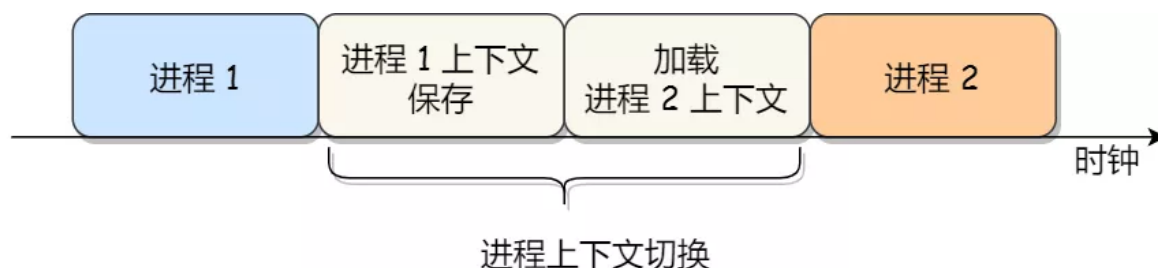 进程 1
进程 1 上下文
保存
加载
进程 2 上下文
进程 2
时钟
进程上下文切换